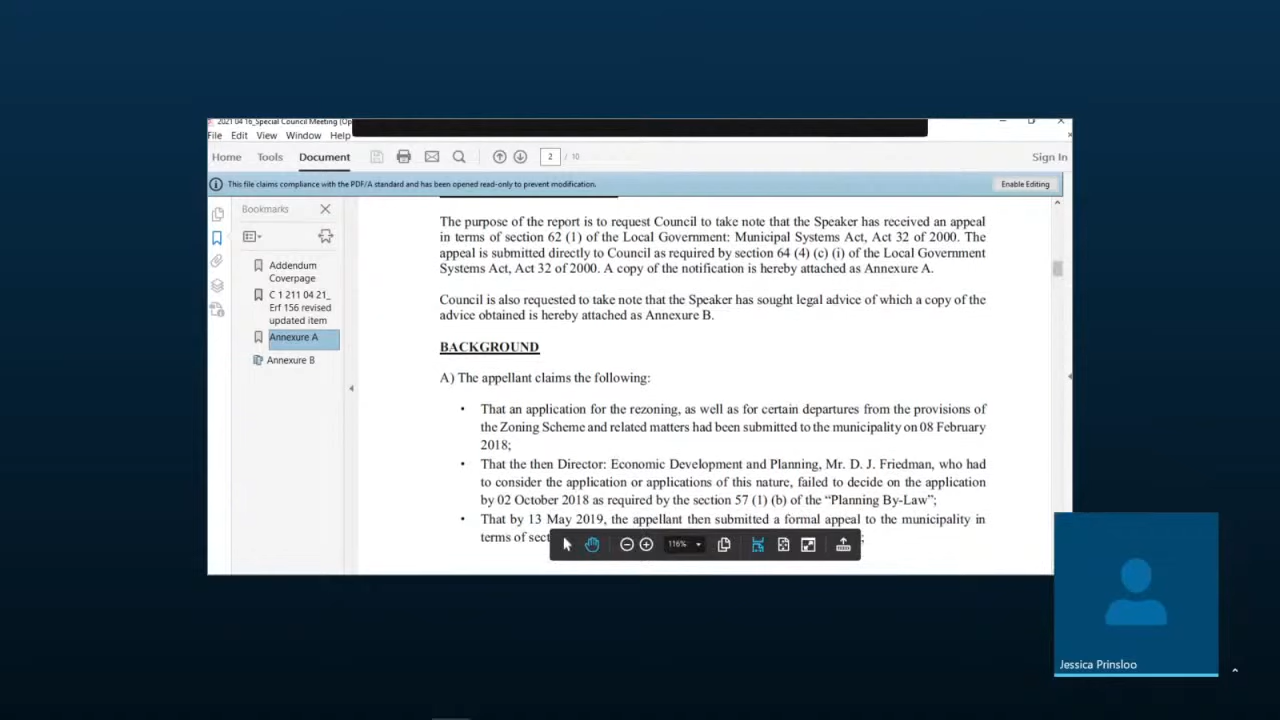 2021 04 16_Special Council Meeting (Op
File Edit View Window Help
Home Tools Document 2 / 10 Sign In
This file claims compliance with the PDF/A standard and has been opened read-only to prevent modification. Enable Editing
Bookmarks
Addendum
Coverpage
C 1 211 04 21_
Erf 156 revised
updated item
Annexure A
Annexure B
The purpose of the report is to request Council to take note that the Speaker has received an appeal
in terms of section 62 (1) of the Local Government: Municipal Systems Act, Act 32 of 2000. The
appeal is submitted directly to Council as required by section 64 (4) (c) (i) of the Local Government
Systems Act, Act 32 of 2000. A copy of the notification is hereby attached as Annexure A.
Council is also requested to take note that the Speaker has sought legal advice of which a copy of the
advice obtained is hereby attached as Annexure B.
BACKGROUND
A) The appellant claims the following:
• That an application for the rezoning, as well as for certain departures from the provisions of
the Zoning Scheme and related matters had been submitted to the municipality on 08 February
2018;
• That the then Director: Economic Development and Planning, Mr. D. J. Friedman, who had
to consider the application or applications of this nature, failed to decide on the application
by 02 October 2018 as required by the section 57 (1) (b) of the “Planning By-Law”;
• That by 13 May 2019, the appellant then submitted a formal appeal to the municipality in
terms of sect
116%
Jessica Prinsloo